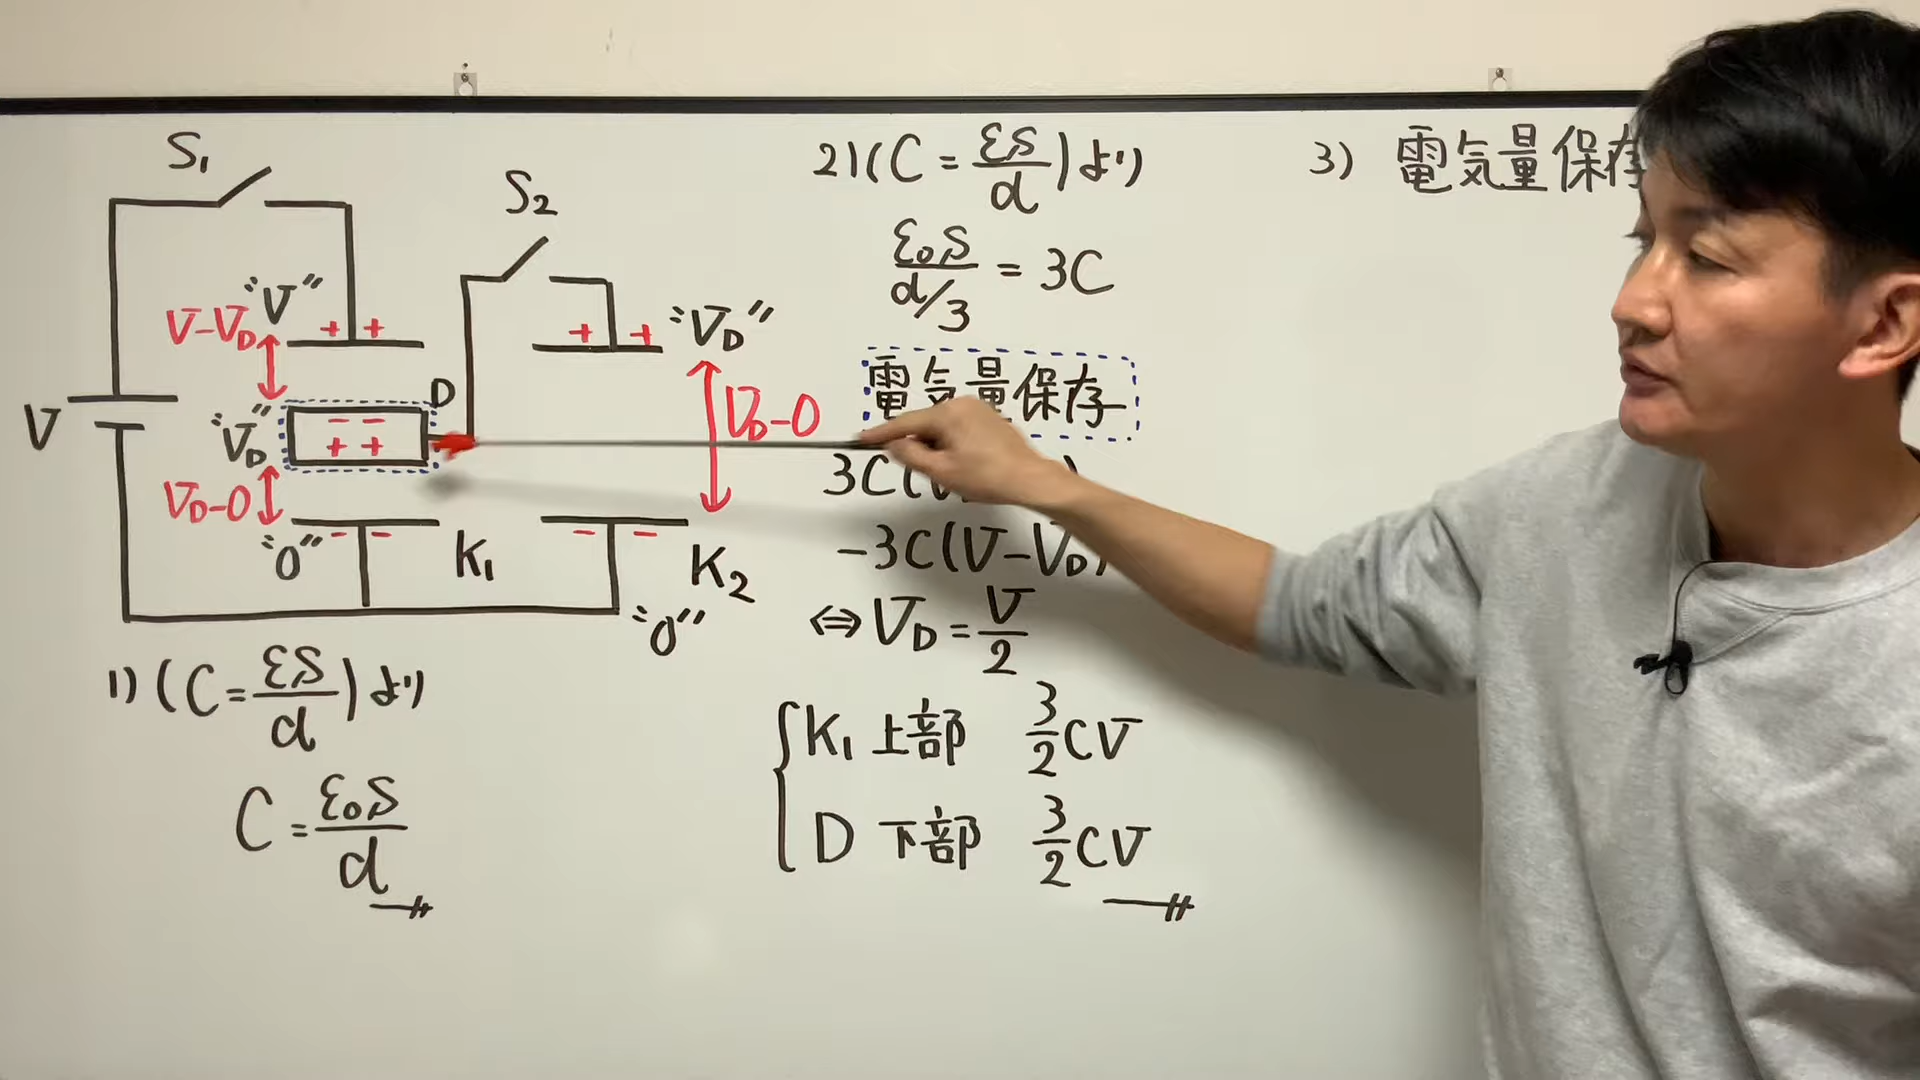 S₁
S₂
"V"
V-V_D
+ +
+ +
"V_D"
D
V
"V_D"
- -
+ +
V_D-0
V_D-0
"0"
- -
K₁
- -
K₂
"0"
1) (C = εS/d) より
C = ε₀S/d
2) (C = εS/d) より
ε₀S/(d/3) = 3C
電気量保存
3C(
-3C(V-V_D)
⇔ V_D = V/2
K₁ 上部 3/2 CV
D 下部 3/2 CV
3) 電気量保存